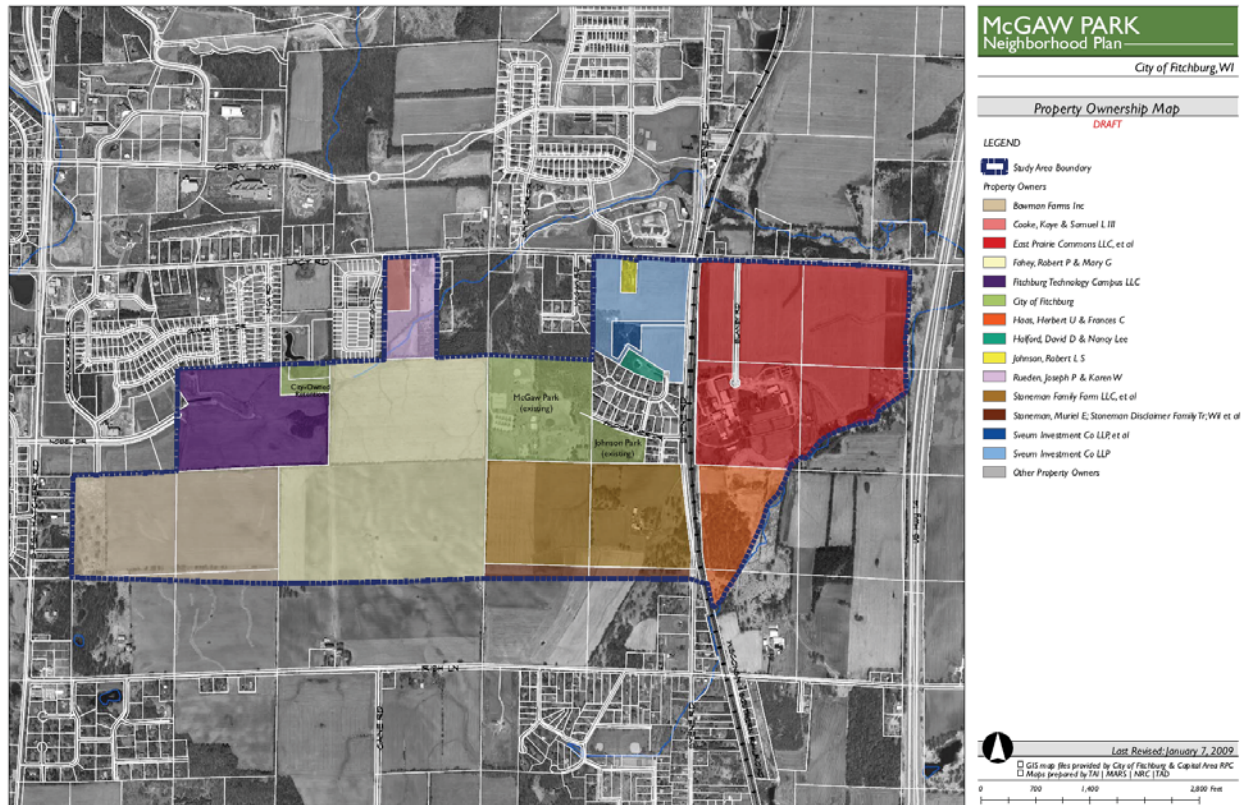 McGAW PARK
Neighborhood Plan
City of Fitchburg, WI
Property Ownership Map
DRAFT
LEGEND
Study Area Boundary
Property Owners
Bowman Farms Inc
Cooke, Kaye & Samuel L III
East Prairie Commons LLC, et al
Fahey, Robert P & Mary G
Fitchburg Technology Campus LLC
City of Fitchburg
Haas, Herbert U & Frances C
Halford, David D & Nancy Lee
Johnson, Robert L S
Rueden, Joseph P & Karen W
Stoneman Family Farm LLC, et al
Stoneman, Muriel E; Stoneman Disclaimer Family Tr; Wil et al
Sveum Investment Co LLP, et al
Sveum Investment Co LLP
Other Property Owners
City-Owned
McGaw Park
(existing)
Johnson Park
(existing)
Last Revised: January 7, 2009
GIS map files provided by City of Fitchburg & Capital Area RPC
Maps prepared by TAI | MARS | NRC | TAD
0 700 1,400 2,800 Feet